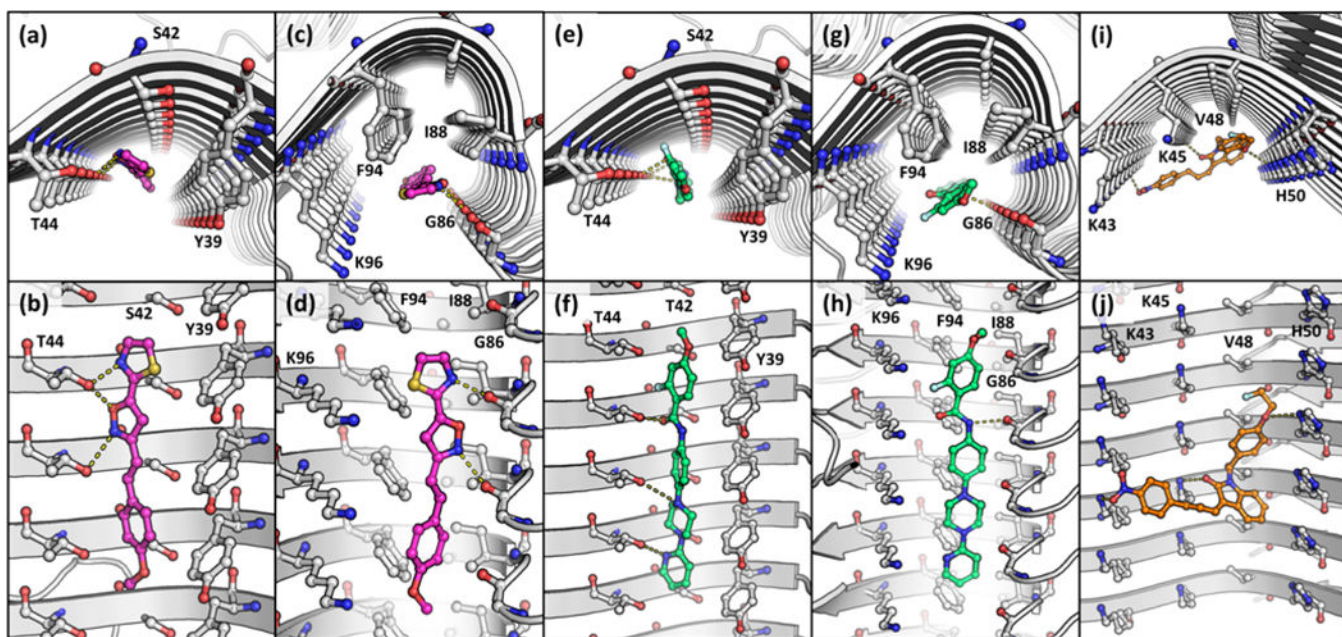 (a)
S42
T44
Y39
(c)
I88
F94
G86
K96
(e)
S42
T44
Y39
(g)
I88
F94
G86
K96
(i)
V48
K45
H50
K43
(b)
S42
Y39
T44
(d)
F94
I88
G86
K96
(f)
T42
T44
Y39
(h)
K96
F94
I88
G86
(j)
K45
K43
H50
V48